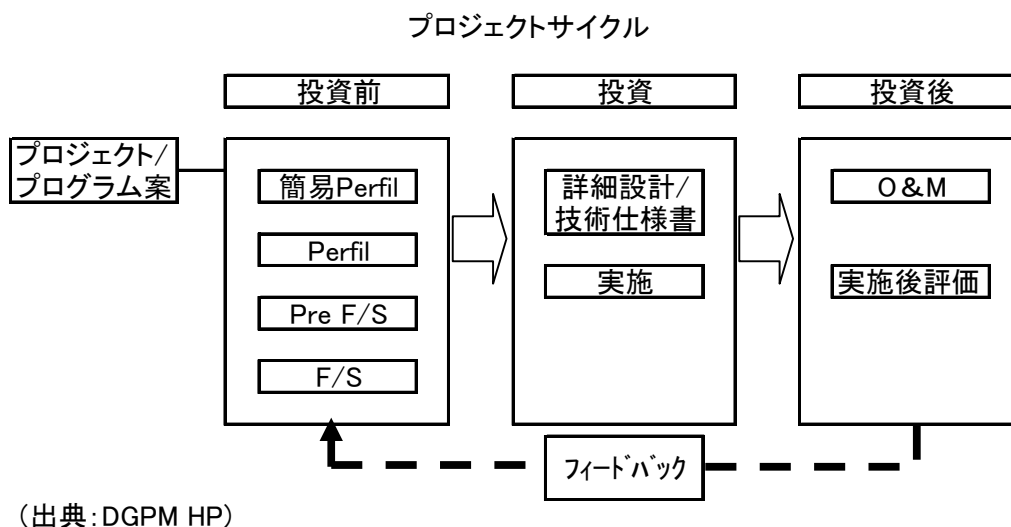 プロジェクトサイクル
投資前
投資
投資後
プロジェクト/
プログラム案
簡易Perfil
Perfil
Pre F/S
F/S
詳細設計/
技術仕様書
実施
O&M
実施後評価
フィードバック
(出典:DGPM HP)